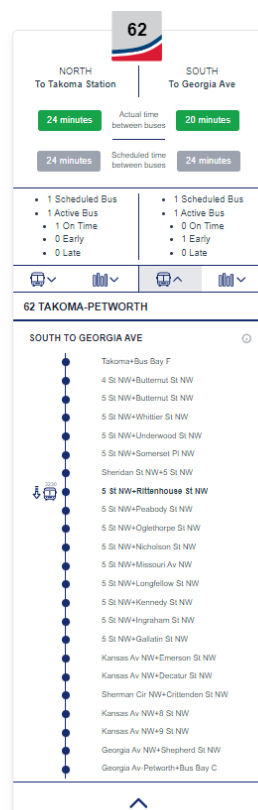 62
NORTH
To Takoma Station
SOUTH
To Georgia Ave
24 minutes
Actual time
between buses
20 minutes
24 minutes
Scheduled time
between buses
24 minutes
1 Scheduled Bus
1 Active Bus
1 On Time
0 Early
0 Late
1 Scheduled Bus
1 Active Bus
0 On Time
1 Early
0 Late
62 TAKOMA-PETWORTH
SOUTH TO GEORGIA AVE
Takoma+Bus Bay F
4 St NW+Butternut St NW
5 St NW+Butternut St NW
5 St NW+Whittier St NW
5 St NW+Underwood St NW
5 St NW+Somerset Pl NW
Sheridan St NW+5 St NW
3230
5 St NW+Rittenhouse St NW
5 St NW+Peabody St NW
5 St NW+Oglethorpe St NW
5 St NW+Nicholson St NW
5 St NW+Missouri Av NW
5 St NW+Longfellow St NW
5 St NW+Kennedy St NW
5 St NW+Ingraham St NW
5 St NW+Gallatin St NW
Kansas Av NW+Emerson St NW
Kansas Av NW+Decatur St NW
Sherman Cir NW+Crittenden St NW
Kansas Av NW+8 St NW
Kansas Av NW+9 St NW
Georgia Av NW+Shepherd St NW
Georgia Av-Petworth+Bus Bay C